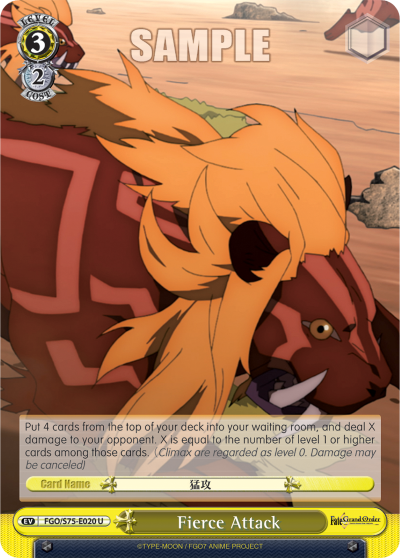 LEVEL
3
2
COST
SAMPLE
Put 4 cards from the top of your deck into your waiting room, and deal X
damage to your opponent. X is equal to the number of level 1 or higher
cards among those cards. (Climax are regarded as level 0. Damage may
be canceled)
Card Name 猛攻
EV FGO/S75-E020 U Fierce Attack Fate/Grand Order
©TYPE-MOON / FGO7 ANIME PROJECT